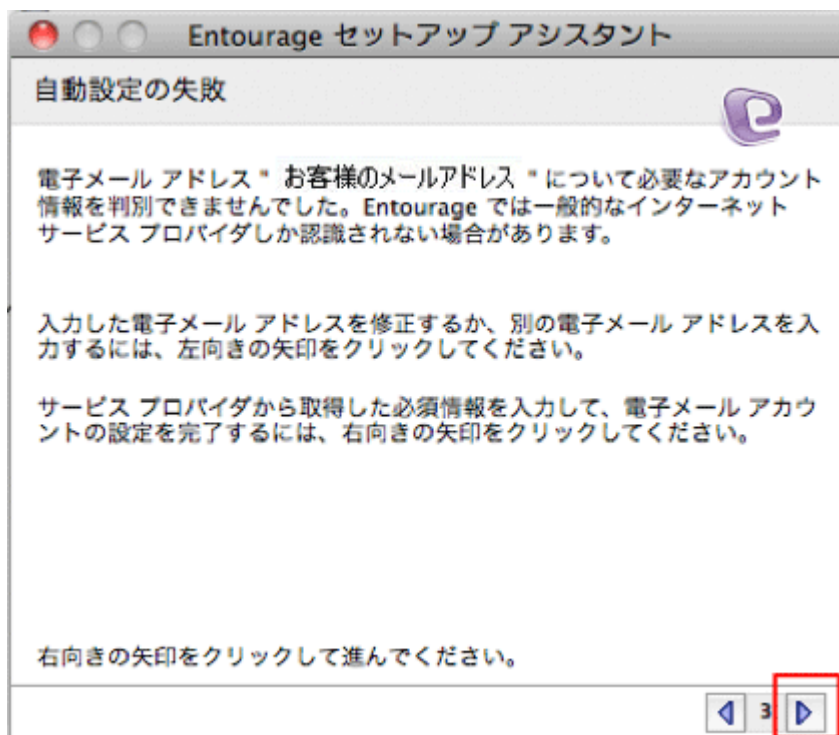 Entourage セットアップ アシスタント
自動設定の失敗
電子メール アドレス " お客様のメールアドレス " について必要なアカウント
情報を判別できませんでした。Entourage では一般的なインターネット
サービス プロバイダしか認識されない場合があります。
入力した電子メール アドレスを修正するか、別の電子メール アドレスを入
力するには、左向きの矢印をクリックしてください。
サービス プロバイダから取得した必須情報を入力して、電子メール アカウ
ントの設定を完了するには、右向きの矢印をクリックしてください。
右向きの矢印をクリックして進んでください。
3